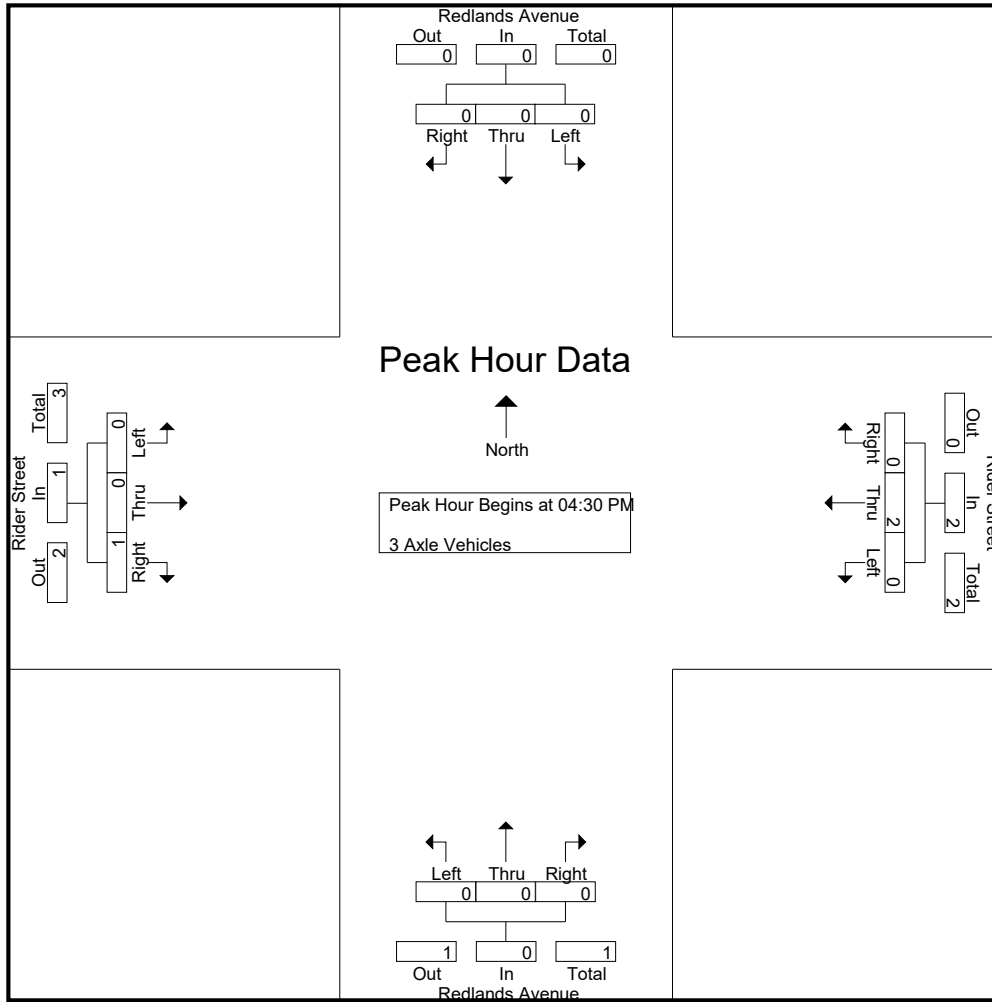 Redlands Avenue
Out In Total
0 0 0
0 0 0
Right Thru Left
Peak Hour Data
North
Peak Hour Begins at 04:30 PM
3 Axle Vehicles
Rider Street
Total In Out
3 1 2
0 0 1
Left Thru Right
Rider Street
Out In Total
0 2 2
0 2 0
Right Thru Left
Left Thru Right
0 0 0
1 0 1
Out In Total
Redlands Avenue